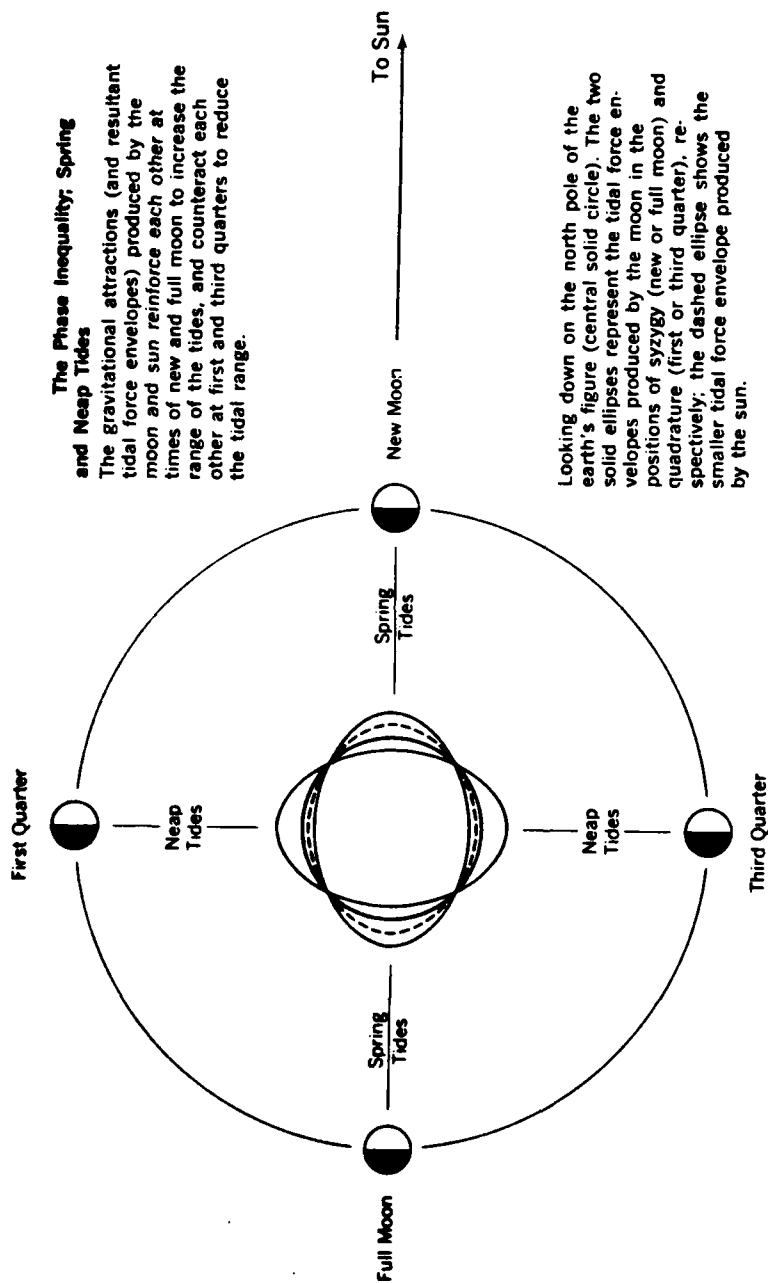 The Phase Inequality; Spring
and Neap Tides
The gravitational attractions (and resultant
tidal force envelopes) produced by the
moon and sun reinforce each other at
times of new and full moon to increase the
range of the tides, and counteract each
other at first and third quarters to reduce
the tidal range.
First Quarter
Neap
Tides
Full Moon
Spring
Tides
Spring
Tides
New Moon
To Sun
Neap
Tides
Third Quarter
Looking down on the north pole of the
earth's figure (central solid circle). The two
solid ellipses represent the tidal force en-
velopes produced by the moon in the
positions of syzygy (new or full moon) and
quadrature (first or third quarter), re-
spectively; the dashed ellipse shows the
smaller tidal force envelope produced
by the sun.